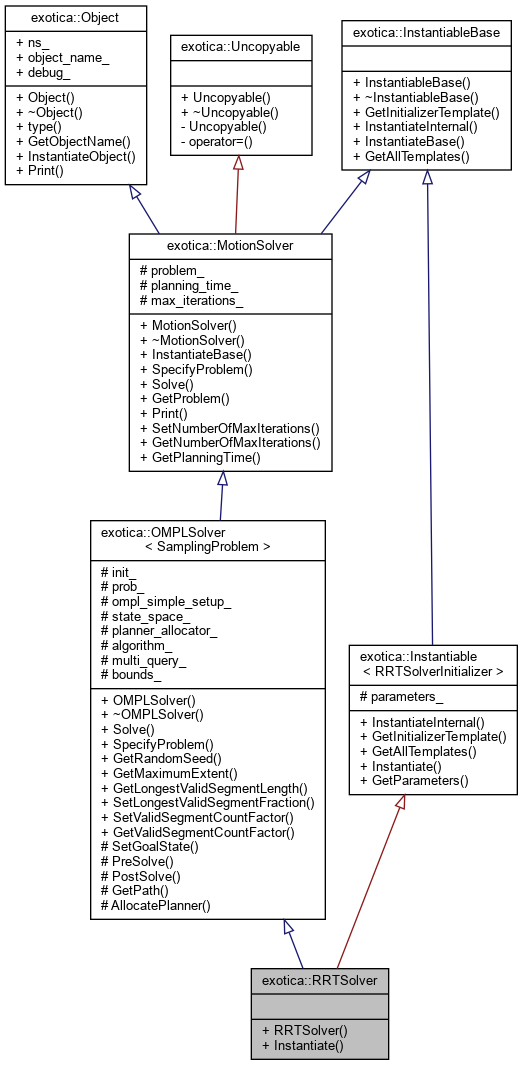 exotica::Object
+ ns_
+ object_name_
+ debug_
+ Object()
+ ~Object()
+ type()
+ GetObjectName()
+ InstantiateObject()
+ Print()
exotica::Uncopyable
+ Uncopyable()
+ ~Uncopyable()
- Uncopyable()
- operator=()
exotica::InstantiableBase
+ InstantiableBase()
+ ~InstantiableBase()
+ GetInitializerTemplate()
+ InstantiateInternal()
+ InstantiateBase()
+ GetAllTemplates()
exotica::MotionSolver
# problem_
# planning_time_
# max_iterations_
+ MotionSolver()
+ ~MotionSolver()
+ InstantiateBase()
+ SpecifyProblem()
+ Solve()
+ GetProblem()
+ Print()
+ SetNumberOfMaxIterations()
+ GetNumberOfMaxIterations()
+ GetPlanningTime()
exotica::OMPLSolver
< SamplingProblem >
# init_
# prob_
# ompl_simple_setup_
# state_space_
# planner_allocator_
# algorithm_
# multi_query_
# bounds_
+ OMPLSolver()
+ ~OMPLSolver()
+ Solve()
+ SpecifyProblem()
+ GetRandomSeed()
+ GetMaximumExtent()
+ GetLongestValidSegmentLength()
+ SetLongestValidSegmentFraction()
+ SetValidSegmentCountFactor()
+ GetValidSegmentCountFactor()
# SetGoalState()
# PreSolve()
# PostSolve()
# GetPath()
# AllocatePlanner()
exotica::Instantiable
< RRTSolverInitializer >
# parameters_
+ InstantiateInternal()
+ GetInitializerTemplate()
+ GetAllTemplates()
+ Instantiate()
+ GetParameters()
exotica::RRTSolver
+ RRTSolver()
+ Instantiate()